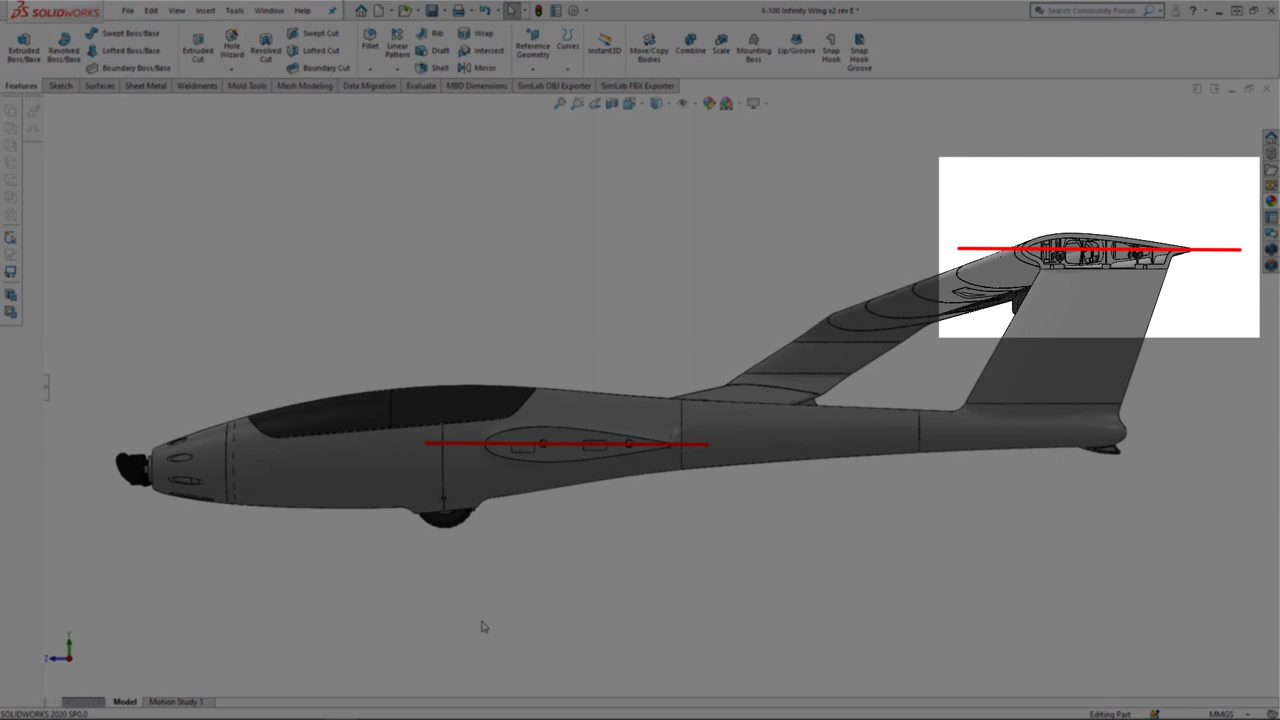 SOLIDWORKS File Edit View Insert Tools Window Help X-100 Infinity Wing v2 rev E * Search Community Forum
Extruded Boss/Base Revolved Boss/Base Swept Boss/Base Lofted Boss/Base Boundary Boss/Base Extruded Cut Hole Wizard Revolved Cut Swept Cut Lofted Cut Boundary Cut Fillet Linear Pattern Rib Draft Shell Wrap Intersect Mirror Reference Geometry Curves Instant3D Move/Copy Bodies Combine Scale Mounting Boss Lip/Groove Snap Hook Snap Hook Groove
Features Sketch Surfaces Sheet Metal Weldments Mold Tools Mesh Modeling Data Migration Evaluate MBD Dimensions SimLab OBJ Exporter SimLab FBX Exporter
Y
Z
Model Motion Study 1
SOLIDWORKS 2020 SP0.0 Editing Part MMGS